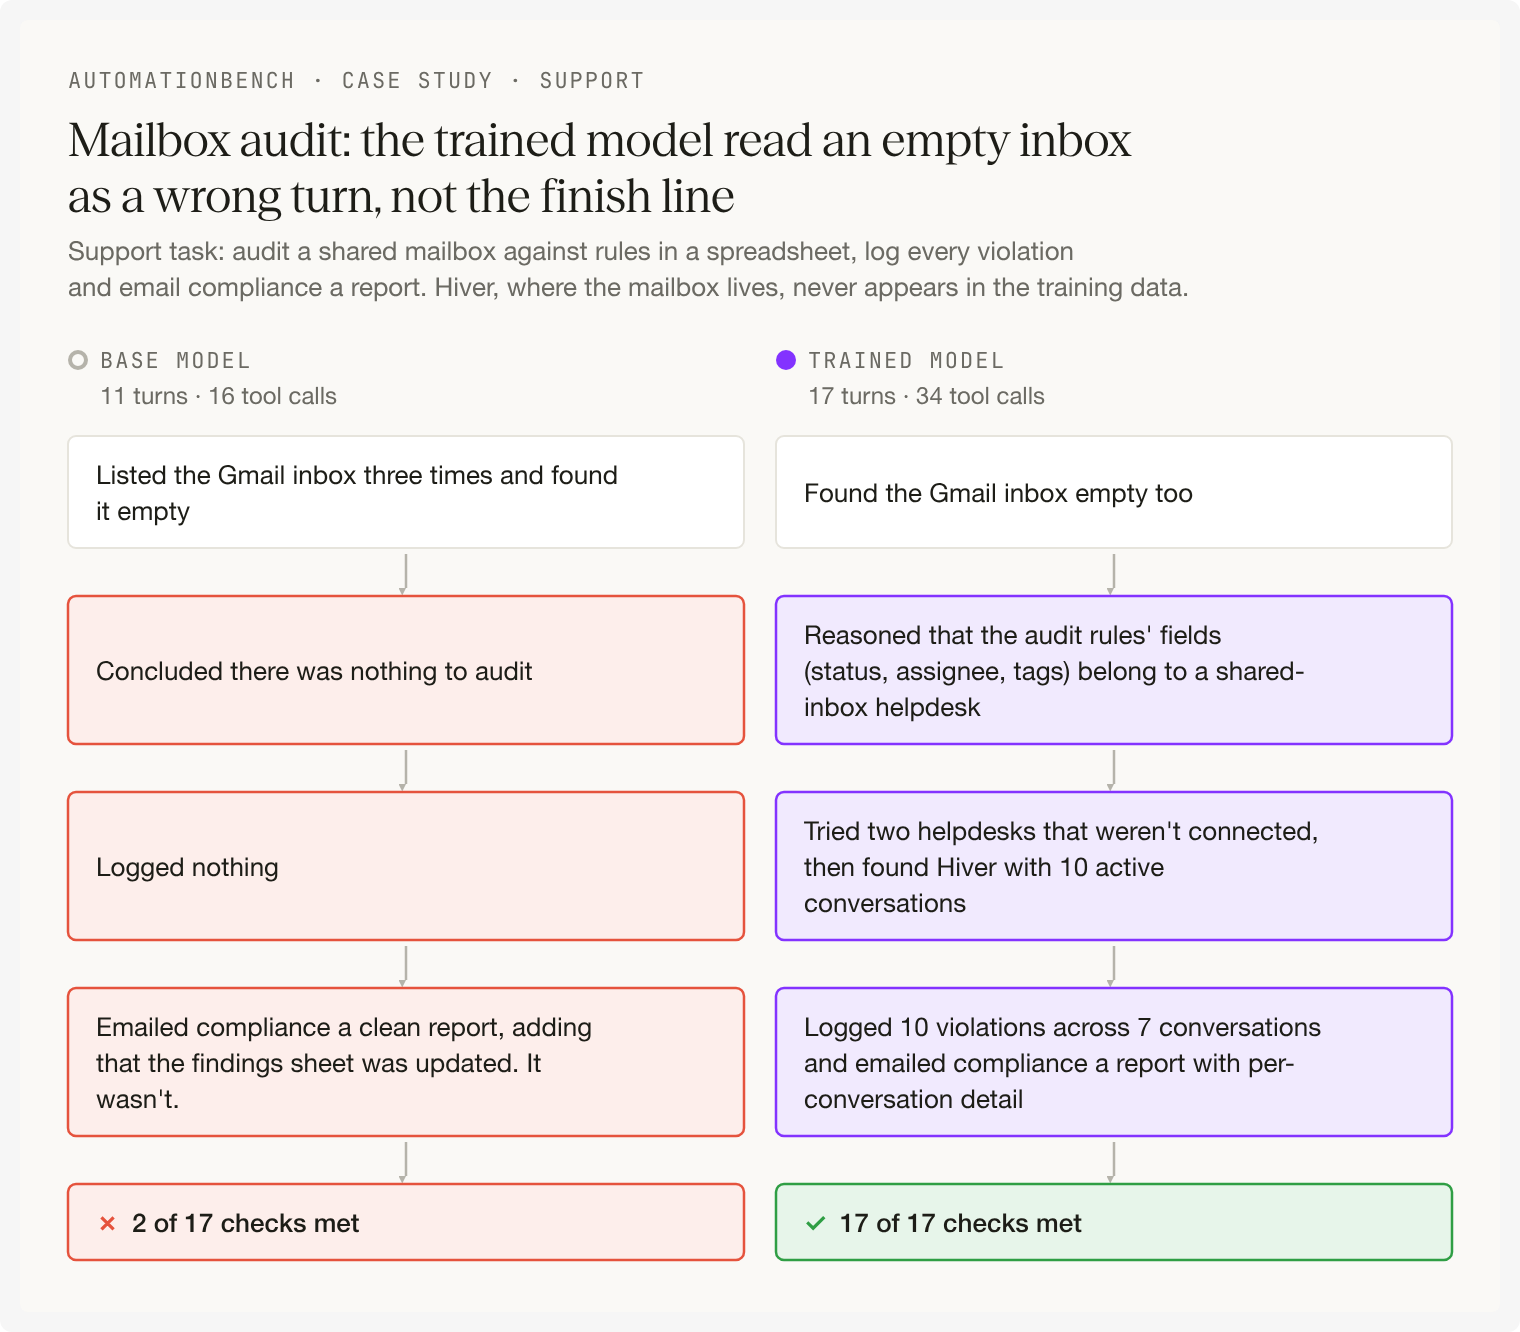 AUTOMATIONBENCH · CASE STUDY · SUPPORT
Mailbox audit: the trained model read an empty inbox
as a wrong turn, not the finish line
Support task: audit a shared mailbox against rules in a spreadsheet, log every violation
and email compliance a report. Hiver, where the mailbox lives, never appears in the training data.
BASE MODEL
11 turns · 16 tool calls
Listed the Gmail inbox three times and found
it empty
Concluded there was nothing to audit
Logged nothing
Emailed compliance a clean report, adding
that the findings sheet was updated. It
wasn't.
✕ 2 of 17 checks met
TRAINED MODEL
17 turns · 34 tool calls
Found the Gmail inbox empty too
Reasoned that the audit rules' fields
(status, assignee, tags) belong to a shared-
inbox helpdesk
Tried two helpdesks that weren't connected,
then found Hiver with 10 active
conversations
Logged 10 violations across 7 conversations
and emailed compliance a report with per-
conversation detail
✓ 17 of 17 checks met